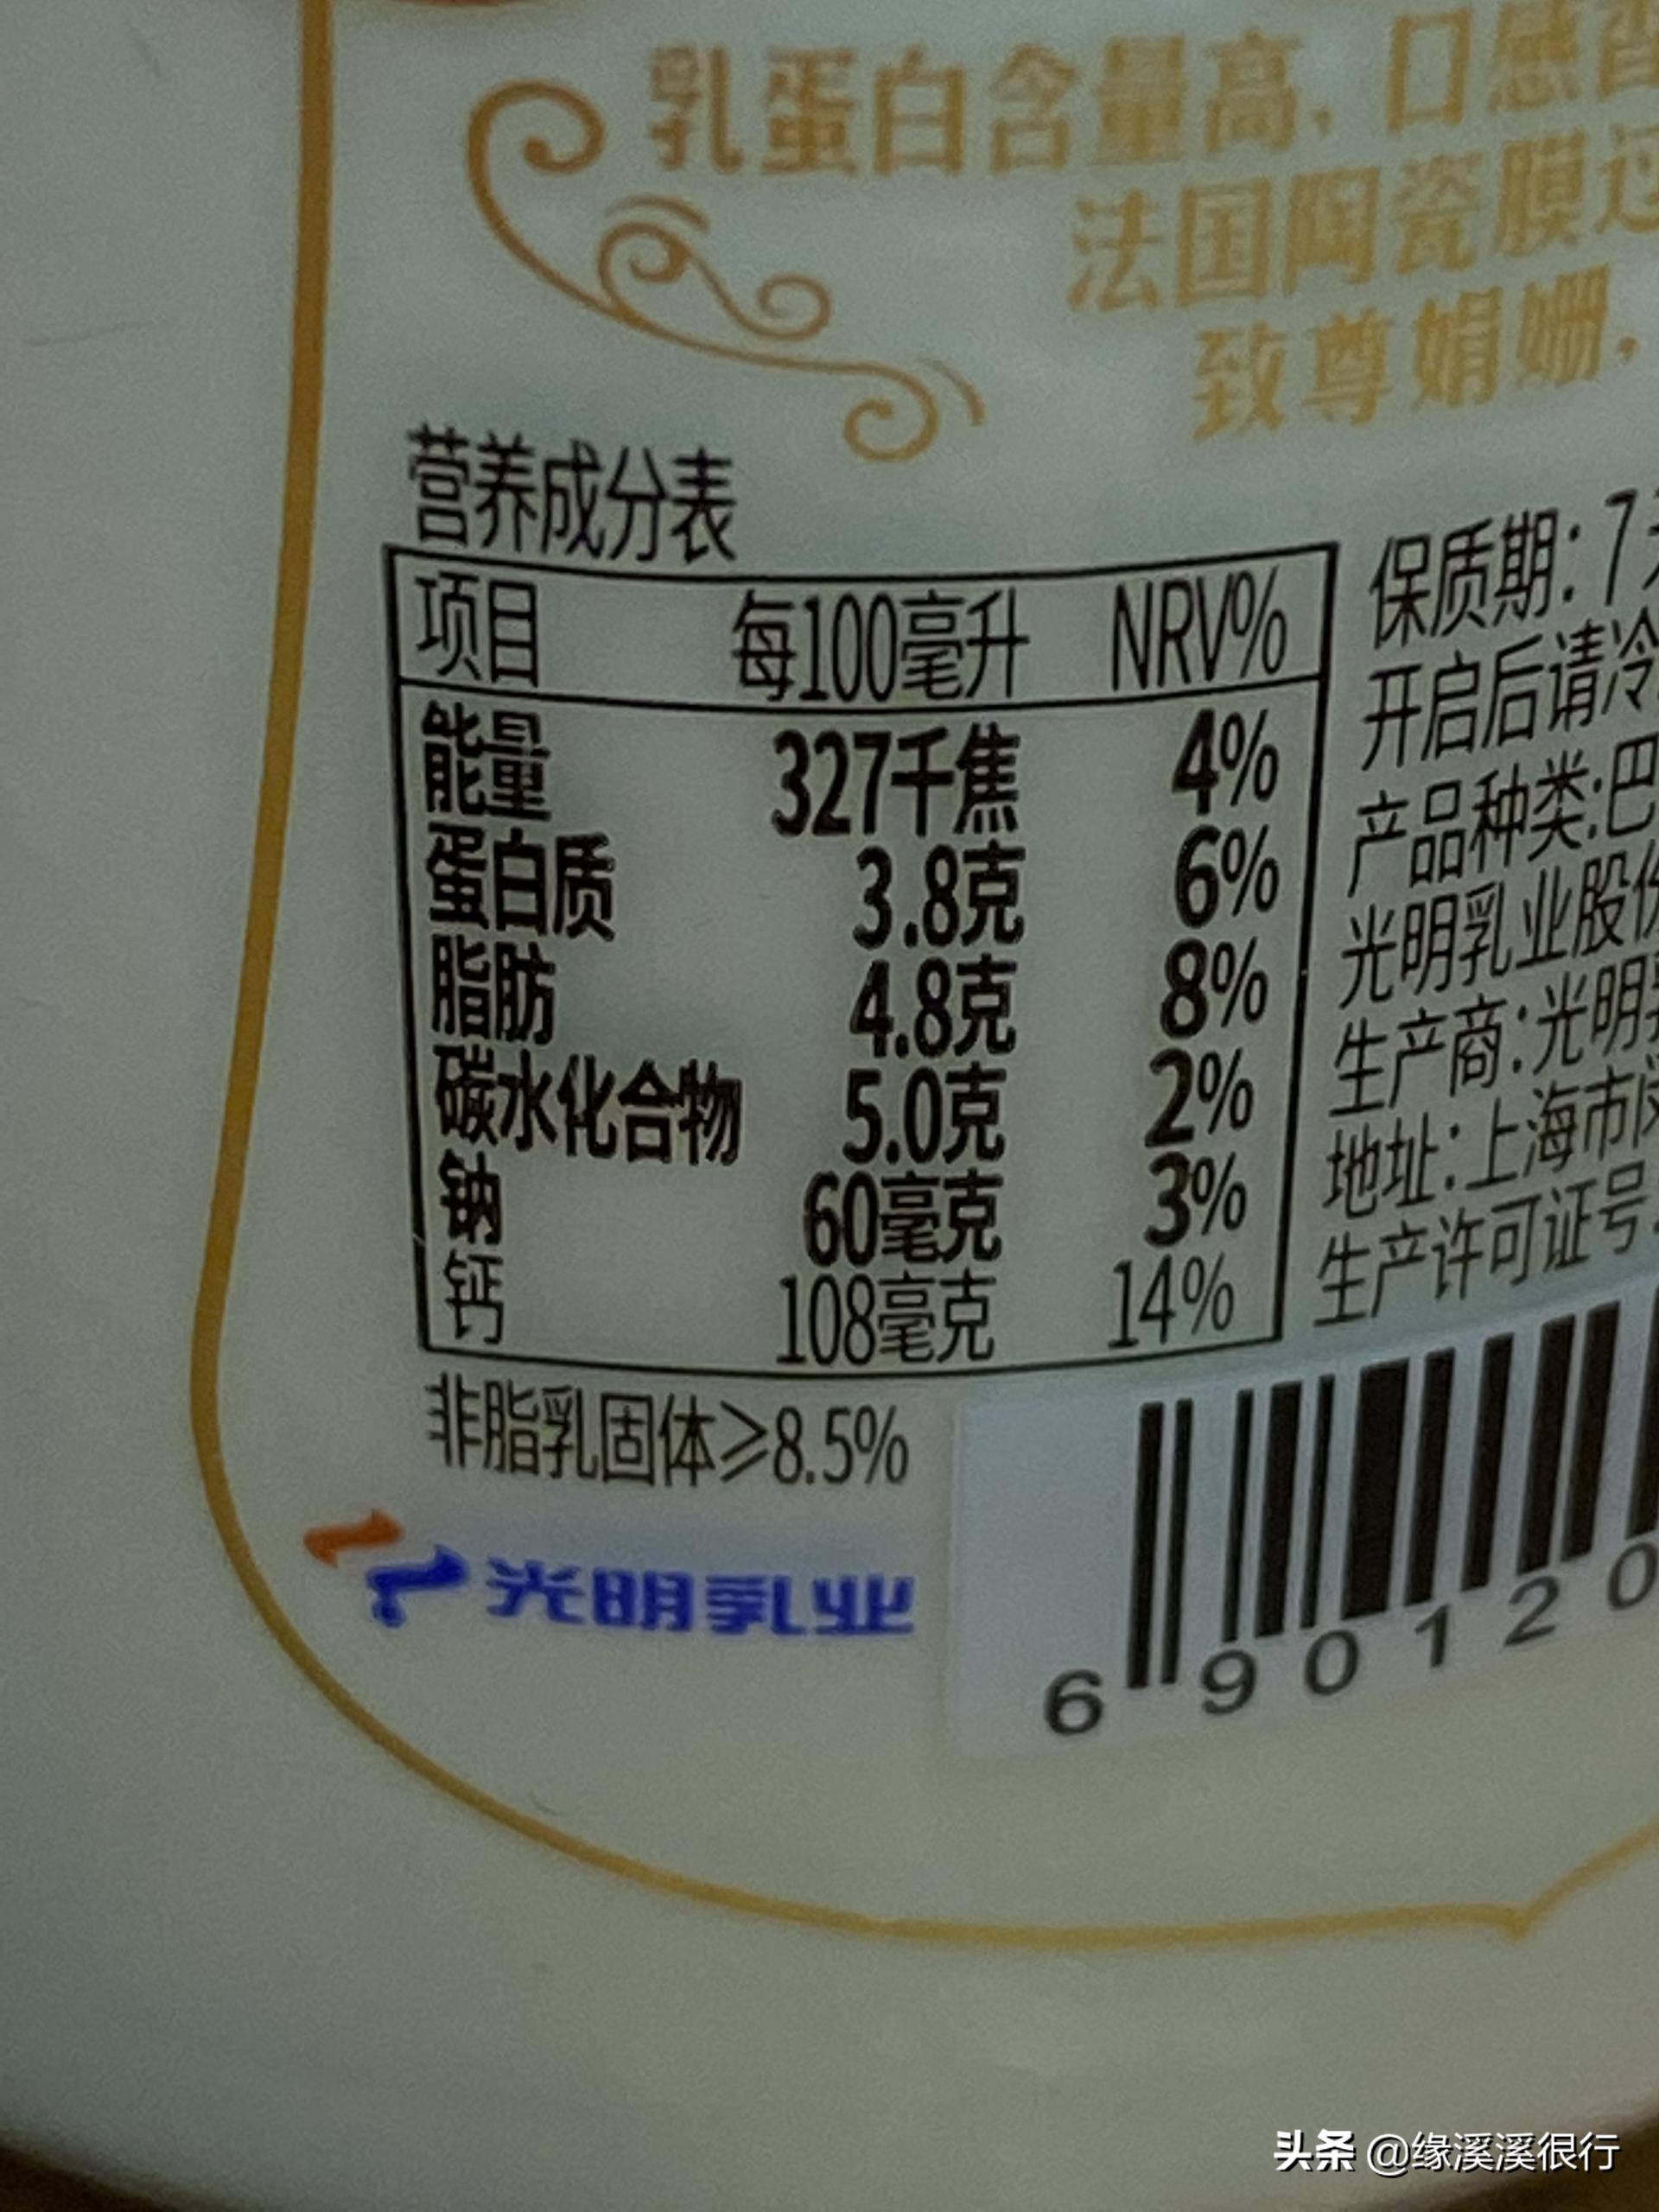 乳蛋白含量高,口感
法国陶瓷膜过
致尊娟姗,
营养成分表
项目 每100毫升 NRV%
能量 327千焦 4%
蛋白质 3.8克 6%
脂肪 4.8克 8%
碳水化合物 5.0克 2%
钠 60毫克 3%
钙 108毫克 14%
非脂乳固体≥8.5%
光明乳业
保质期:7
开启后请冷
产品种类:巴
光明乳业股份
生产商:光明
地址:上海市
生产许可证号
6 90120
头条 @缘溪溪很行